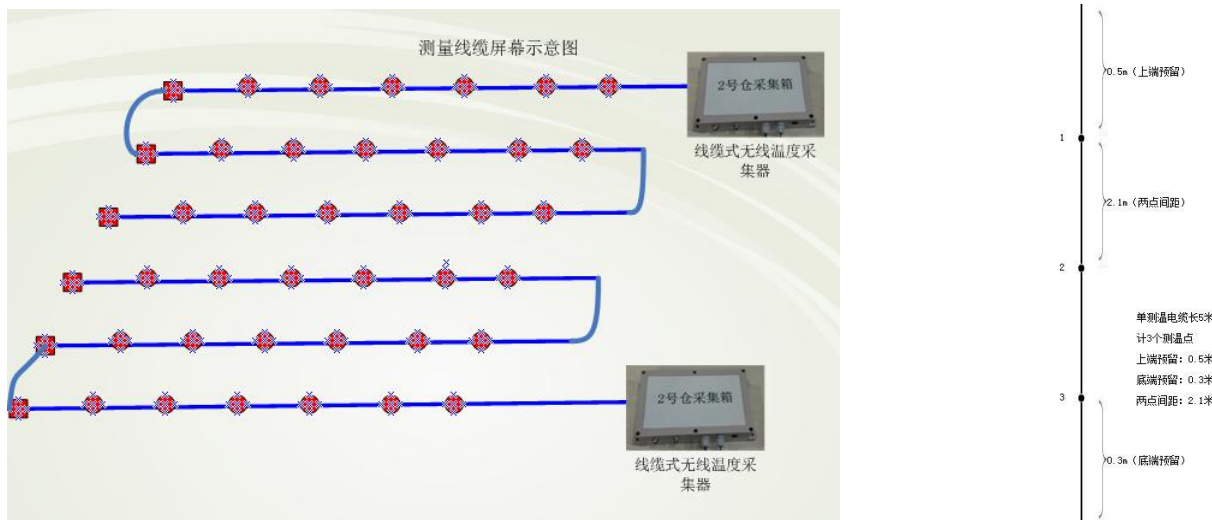 测量线缆屏幕示意图
2号仓采集箱
线缆式无线温度采
集器
2号仓采集箱
线缆式无线温度采
集器
0.5m（上端预留）
1
2.1m（两点间距）
2
单测温电缆长5米
计3个测温点
上端预留：0.5米
底端预留：0.3米
两点间距：2.1米
3
0.3m（底端预留）